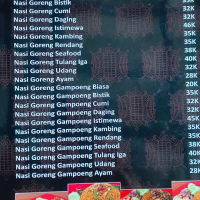 Nasi Goreng Bistik 35K
Nasi Goreng Cumi 32K
Nasi Goreng Daging 32K
Nasi Goreng Istimewa 46K
Nasi Goreng Kambing 35K
Nasi Goreng Rendang 35K
Nasi Goreng Seafood 38K
Nasi Goreng Tulang Iga 40K
Nasi Goreng Udang 32K
Nasi Goreng Ayam 28K
Nasi Goreng Gampoeng Biasa 20K
Nasi Goreng Gampoeng Bistik 35K
Nasi Goreng Gampoeng Cumi 32K
Nasi Goreng Gampoeng Daging 32K
Nasi Goreng Gampoeng Istimewa 45K
Nasi Goreng Gampoeng Kambing 35K
Nasi Goreng Gampoeng Rendang 35K
Nasi Goreng Gampoeng Seafood 38K
Nasi Goreng Gampoeng Tulang Iga 40K
Nasi Goreng Gampoeng Udang 32K
Nasi Goreng Gampoeng Ayam 28K